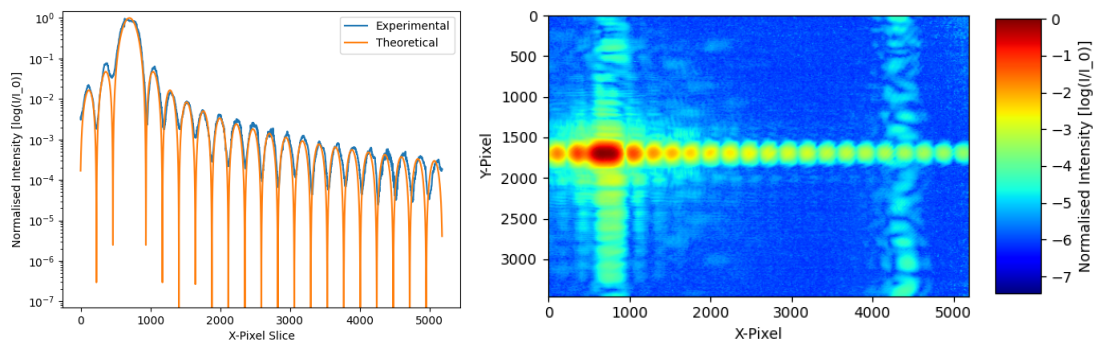 Experimental
Theoretical
Normalised Intensity [log(I/I_0)]
10⁰
10⁻¹
10⁻²
10⁻³
10⁻⁴
10⁻⁵
10⁻⁶
10⁻⁷
0 1000 2000 3000 4000 5000
X-Pixel Slice
Y-Pixel
0
500
1000
1500
2000
2500
3000
0 1000 2000 3000 4000 5000
X-Pixel
0
−1
−2
−3
−4
−5
−6
−7
Normalised Intensity [log(I/I_0)]